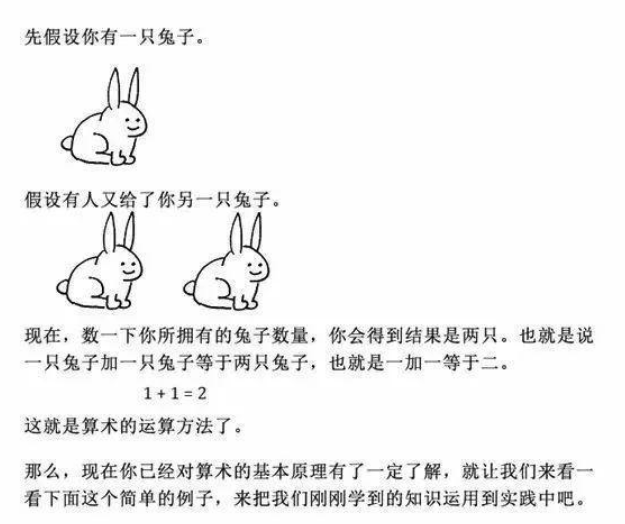 先假设你有一只兔子。
假设有人又给了你另一只兔子。
现在，数一下你所拥有的兔子数量，你会得到结果是两只。也就是说
一只兔子加一只兔子等于两只兔子，也就是一加一等于二。
1 + 1 = 2
这就是算术的运算方法了。
那么，现在你已经对算术的基本原理有了一定了解，就让我们来看一
看下面这个简单的例子，来把我们刚刚学到的知识运用到实践中吧。